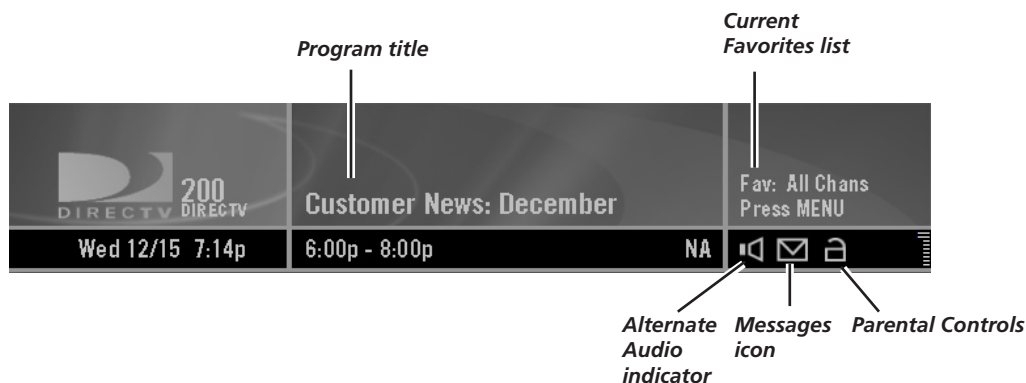 Current
Favorites list
Program title
DIRECTV
200
DIRECTV
Customer News: December
Fav: All Chans
Press MENU
Wed 12/15 7:14p
6:00p - 8:00p
NA
Alternate
Audio
indicator
Messages
icon
Parental Controls